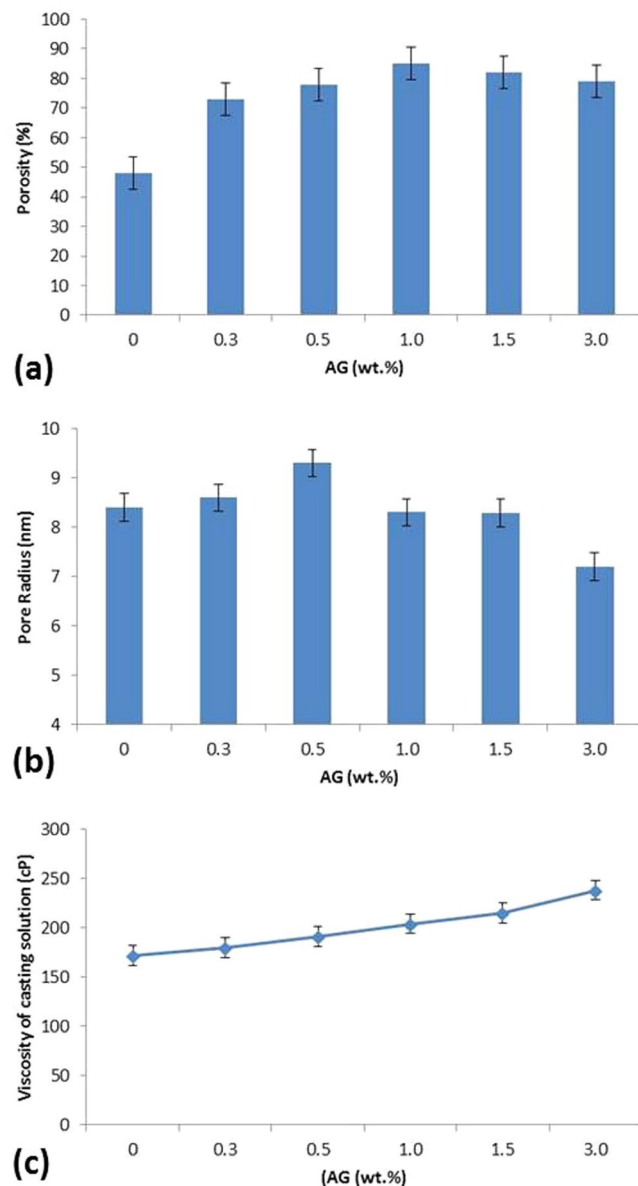 100
90
80
70
60
50
40
30
20
10
0
Porosity (%)
0 0.3 0.5 1.0 1.5 3.0
AG (wt.%)
(a)
10
9
8
7
6
5
4
Pore Radius (nm)
0 0.3 0.5 1.0 1.5 3.0
AG (wt.%)
(b)
300
250
200
150
100
50
0
Viscosity of casting solution (cP)
0 0.3 0.5 1.0 1.5 3.0
(AG (wt.%)
(c)